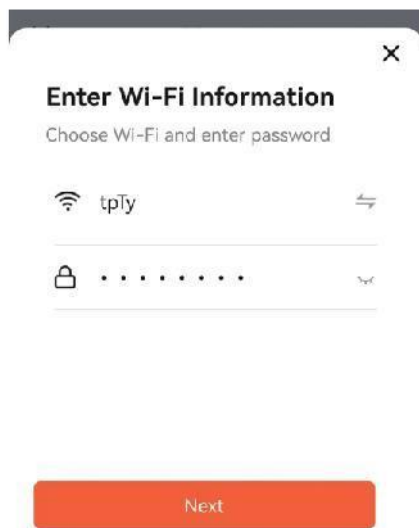 Enter Wi-Fi Information
Choose Wi-Fi and enter password
tpTy
Next